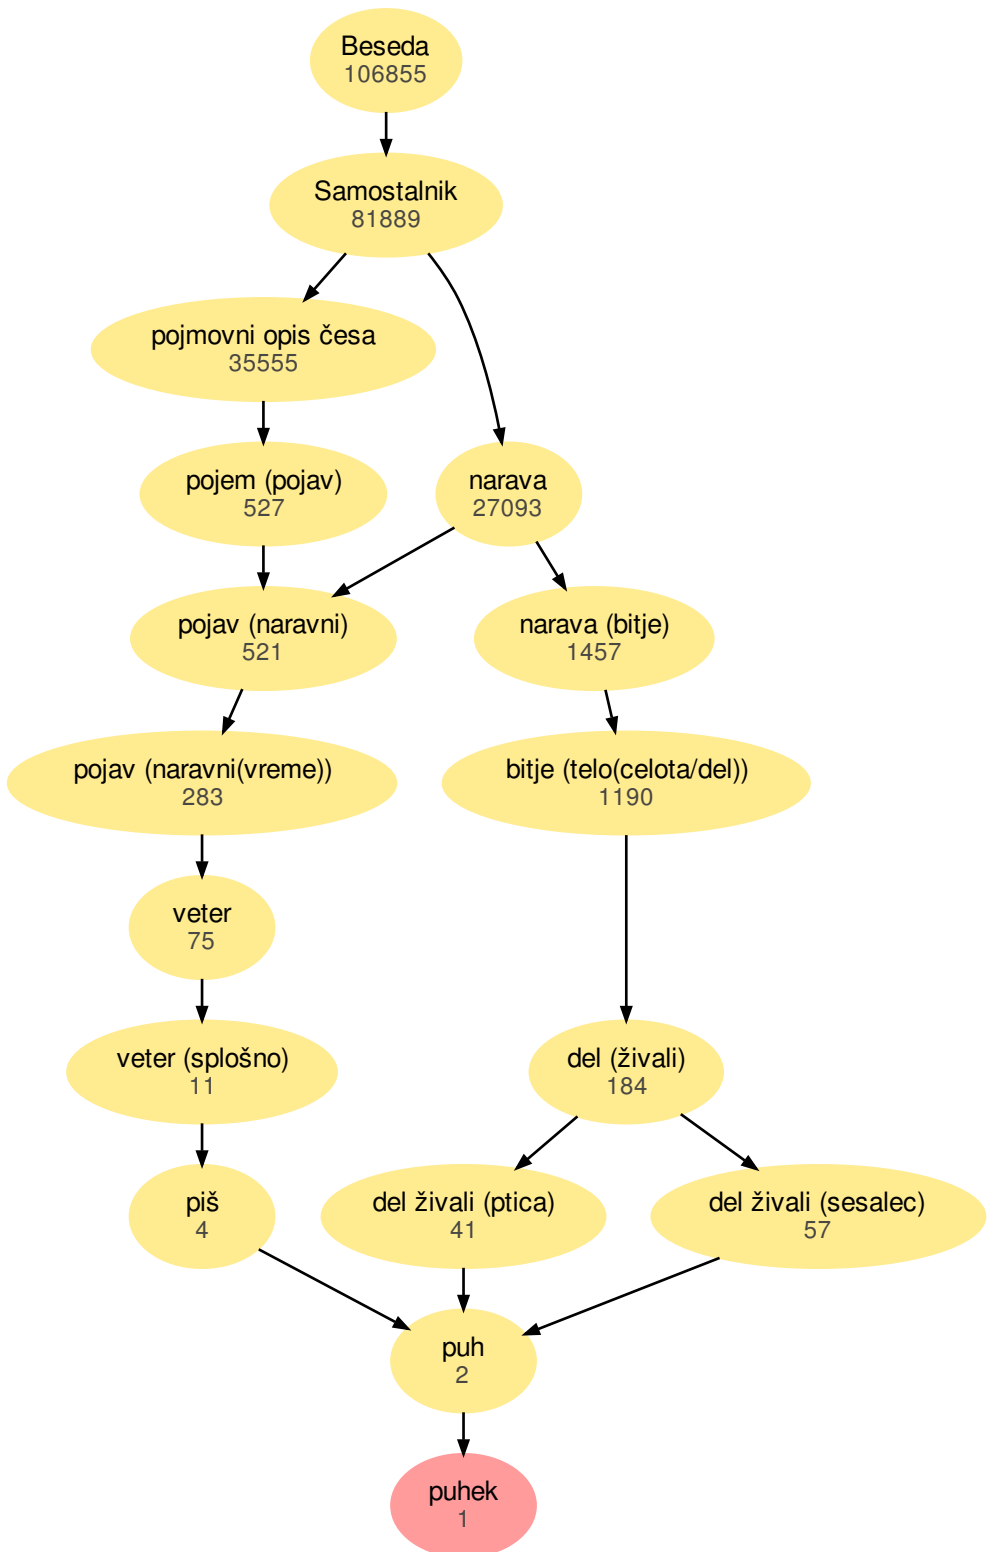 Beseda
106855
Samostalnik
81889
pojmovni opis česa
35555
pojem (pojav)
527
narava
27093
pojav (naravni)
521
narava (bitje)
1457
pojav (naravni(vreme))
283
bitje (telo(celota/del))
1190
veter
75
veter (splošno)
11
del (živali)
184
piš
4
del živali (ptica)
41
del živali (sesalec)
57
puh
2
puhek
1